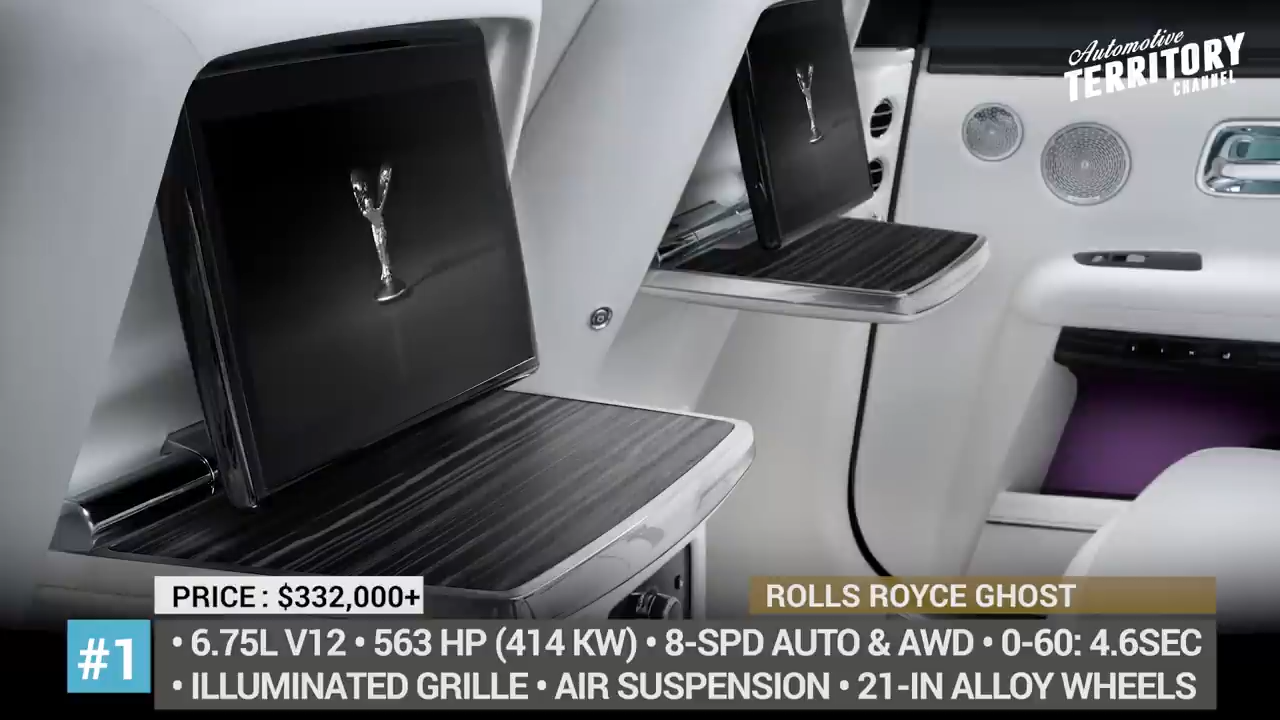 Automotive
TERRITORY
CHANNEL
PRICE : $332,000+
ROLLS ROYCE GHOST
#1
• 6.75L V12 • 563 HP (414 KW) • 8-SPD AUTO & AWD • 0-60: 4.6SEC
• ILLUMINATED GRILLE • AIR SUSPENSION • 21-IN ALLOY WHEELS